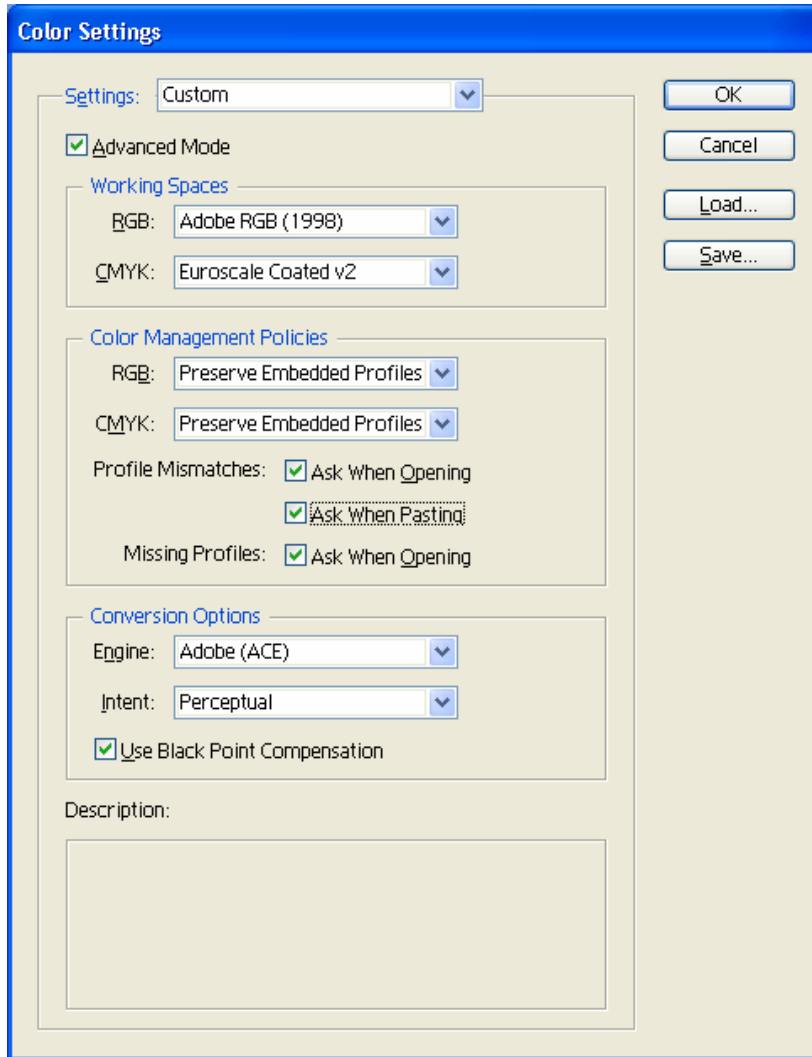 Color Settings
Settings: Custom
OK
Advanced Mode
Cancel
Working Spaces
RGB: Adobe RGB (1998)
Load...
CMYK: Euroscale Coated v2
Save...
Color Management Policies
RGB: Preserve Embedded Profiles
CMYK: Preserve Embedded Profiles
Profile Mismatches: Ask When Opening
Ask When Pasting
Missing Profiles: Ask When Opening
Conversion Options
Engine: Adobe (ACE)
Intent: Perceptual
Use Black Point Compensation
Description: